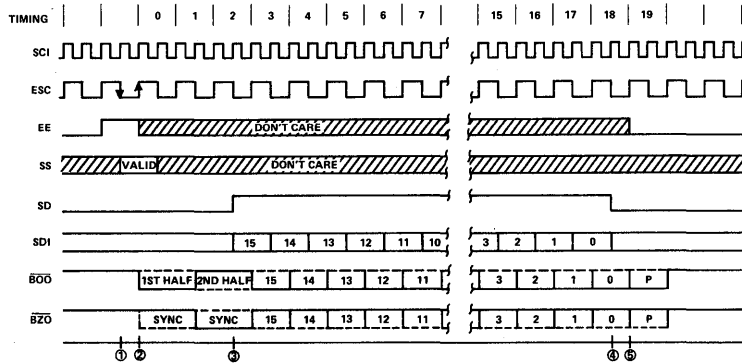 TIMING 0 1 2 3 4 5 6 7 15 16 17 18 19
SCI
ESC
EE DON'T CARE
SS VALID DON'T CARE
SD
SDI 15 14 13 12 11 10 3 2 1 0
BOO 1ST HALF 2ND HALF 15 14 13 12 11 3 2 1 0 P
BZO SYNC SYNC 15 14 13 12 11 3 2 1 0 P
① ② ③ ④ ⑤